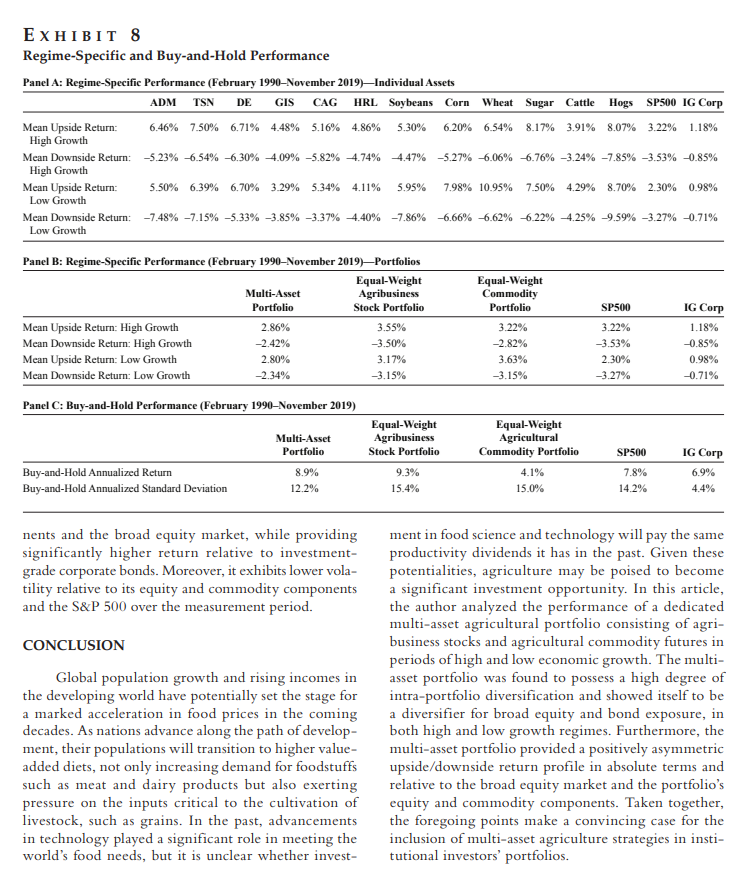 EXHIBIT 8
Regime-Specific and Buy-and-Hold Performance
Panel A: Regime-Specific Performance (February 1990–November 2019)—Individual Assets
ADM TSN DE GIS CAG HRL Soybeans Corn Wheat Sugar Cattle Hogs SP500 IG Corp
Mean Upside Return: 6.46% 7.50% 6.71% 4.48% 5.16% 4.86% 5.30% 6.20% 6.54% 8.17% 3.91% 8.07% 3.22% 1.18%
High Growth
Mean Downside Return: –5.23% –6.54% –6.30% –4.09% –5.82% –4.74% –4.47% –5.27% –6.06% –6.76% –3.24% –7.85% –3.53% –0.85%
High Growth
Mean Upside Return: 5.50% 6.39% 6.70% 3.29% 5.34% 4.11% 5.95% 7.98% 10.95% 7.50% 4.29% 8.70% 2.30% 0.98%
Low Growth
Mean Downside Return: –7.48% –7.15% –5.33% –3.85% –3.37% –4.40% –7.86% –6.66% –6.62% –6.22% –4.25% –9.59% –3.27% –0.71%
Low Growth
Panel B: Regime-Specific Performance (February 1990–November 2019)—Portfolios
Equal-Weight Equal-Weight
Multi-Asset Agribusiness Commodity
Portfolio Stock Portfolio Portfolio SP500 IG Corp
Mean Upside Return: High Growth 2.86% 3.55% 3.22% 3.22% 1.18%
Mean Downside Return: High Growth –2.42% –3.50% –2.82% –3.53% –0.85%
Mean Upside Return: Low Growth 2.80% 3.17% 3.63% 2.30% 0.98%
Mean Downside Return: Low Growth –2.34% –3.15% –3.15% –3.27% –0.71%
Panel C: Buy-and-Hold Performance (February 1990–November 2019)
Equal-Weight Equal-Weight
Multi-Asset Agribusiness Agricultural
Portfolio Stock Portfolio Commodity Portfolio SP500 IG Corp
Buy-and-Hold Annualized Return 8.9% 9.3% 4.1% 7.8% 6.9%
Buy-and-Hold Annualized Standard Deviation 12.2% 15.4% 15.0% 14.2% 4.4%
nents and the broad equity market, while providing
significantly higher return relative to investment-
grade corporate bonds. Moreover, it exhibits lower vola-
tility relative to its equity and commodity components
and the S&P 500 over the measurement period.
CONCLUSION
Global population growth and rising incomes in
the developing world have potentially set the stage for
a marked acceleration in food prices in the coming
decades. As nations advance along the path of develop-
ment, their populations will transition to higher value-
added diets, not only increasing demand for foodstuffs
such as meat and dairy products but also exerting
pressure on the inputs critical to the cultivation of
livestock, such as grains. In the past, advancements
in technology played a significant role in meeting the
world's food needs, but it is unclear whether invest-
ment in food science and technology will pay the same
productivity dividends it has in the past. Given these
potentialities, agriculture may be poised to become
a significant investment opportunity. In this article,
the author analyzed the performance of a dedicated
multi-asset agricultural portfolio consisting of agri-
business stocks and agricultural commodity futures in
periods of high and low economic growth. The multi-
asset portfolio was found to possess a high degree of
intra-portfolio diversification and showed itself to be
a diversifier for broad equity and bond exposure, in
both high and low growth regimes. Furthermore, the
multi-asset portfolio provided a positively asymmetric
upside/downside return profile in absolute terms and
relative to the broad equity market and the portfolio's
equity and commodity components. Taken together,
the foregoing points make a convincing case for the
inclusion of multi-asset agriculture strategies in insti-
tutional investors' portfolios.